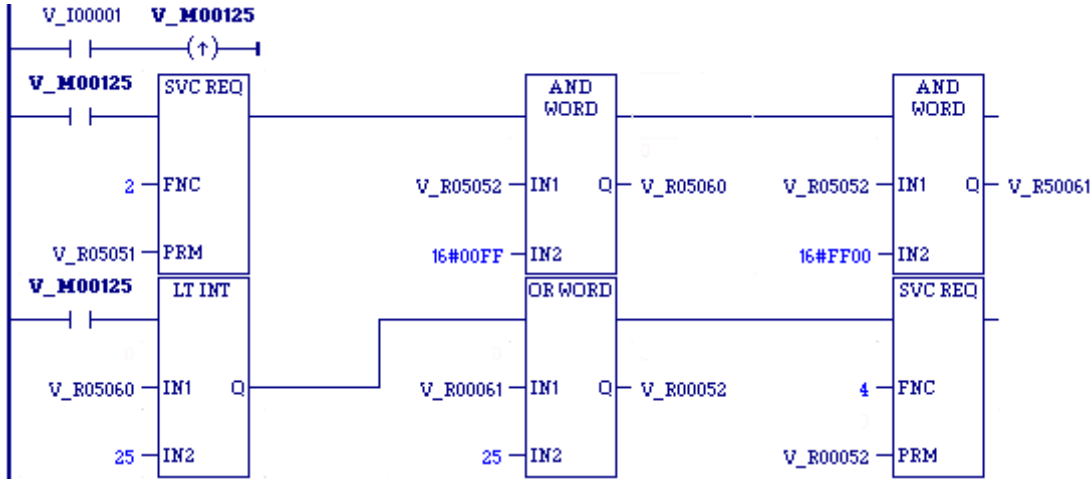 V_I00001 V_M00125
(↑)
V_M00125 SVC REQ AND WORD AND WORD
2 FNC V_R05052 IN1 Q V_R05060 V_R05052 IN1 Q V_R50061
V_R05051 PRM 16#00FF IN2 16#FF00 IN2
V_M00125 LT INT OR WORD SVC REQ
V_R05060 IN1 Q V_R00061 IN1 Q V_R00052 4 FNC
25 IN2 25 IN2 V_R00052 PRM